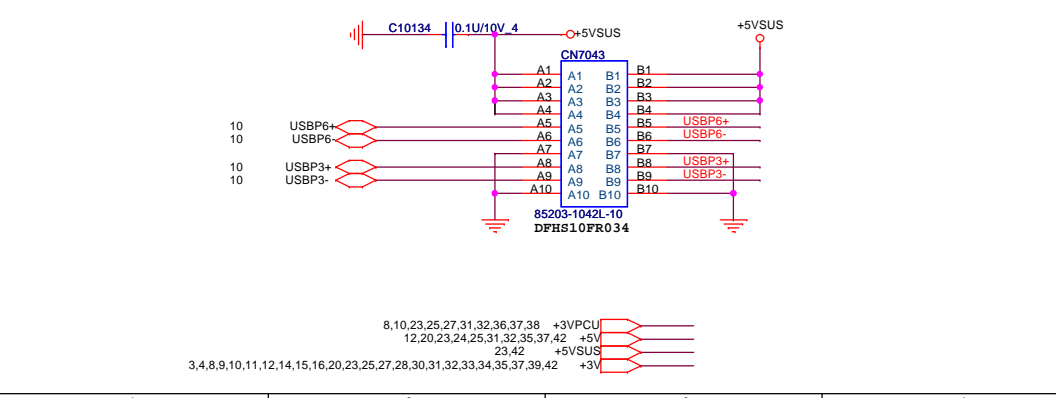 C10134 0.1U/10V_4
+5VSUS
+5VSUS
CN7043
A1 A1 B1 B1
A2 A2 B2 B2
A3 A3 B3 B3
A4 A4 B4 B4
10 USBP6+ A5 A5 B5 B5 USBP6+
10 USBP6- A6 A6 B6 B6 USBP6-
A7 A7 B7 B7
10 USBP3+ A8 A8 B8 B8 USBP3+
10 USBP3- A9 A9 B9 B9 USBP3-
A10 A10 B10 B10
85203-1042L-10
DFHS10FR034
8,10,23,25,27,31,32,36,37,38 +3VPCU
12,20,23,24,25,31,32,35,37,42 +5V
23,42 +5VSUS
3,4,8,9,10,11,12,14,15,16,20,23,25,27,28,30,31,32,33,34,35,37,39,42 +3V